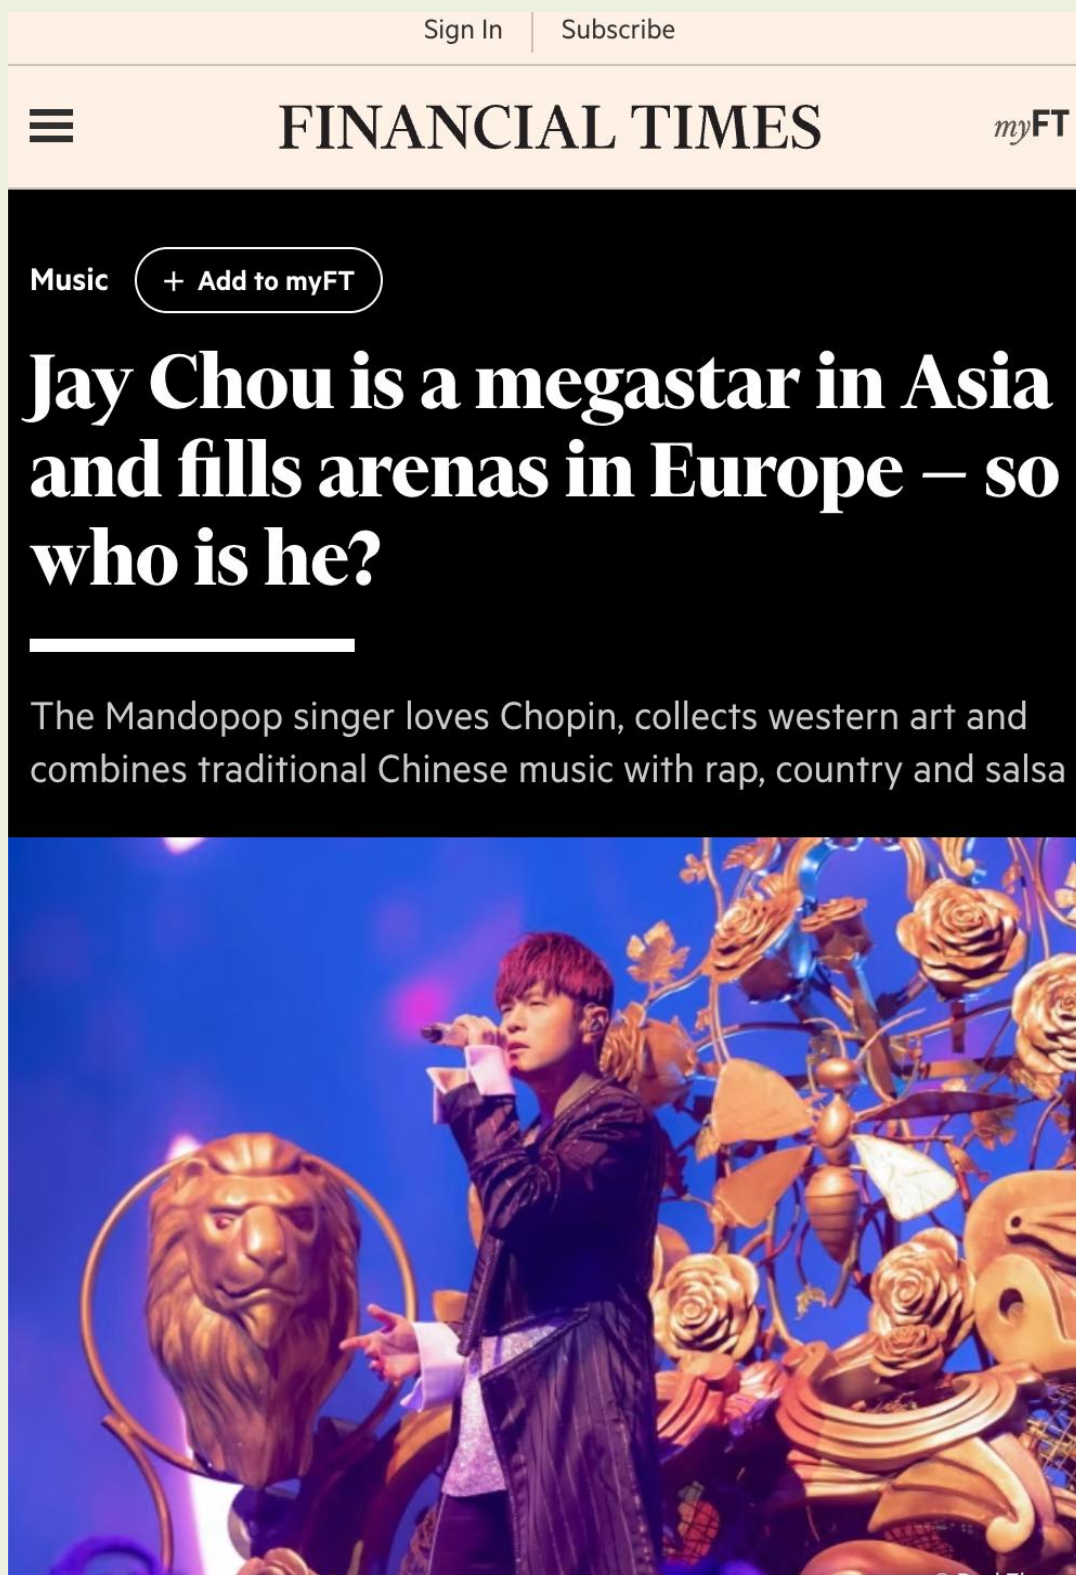 Sign In Subscribe
FINANCIAL TIMES
myFT
Music + Add to myFT
Jay Chou is a megastar in Asia
and fills arenas in Europe – so
who is he?
The Mandopop singer loves Chopin, collects western art and
combines traditional Chinese music with rap, country and salsa